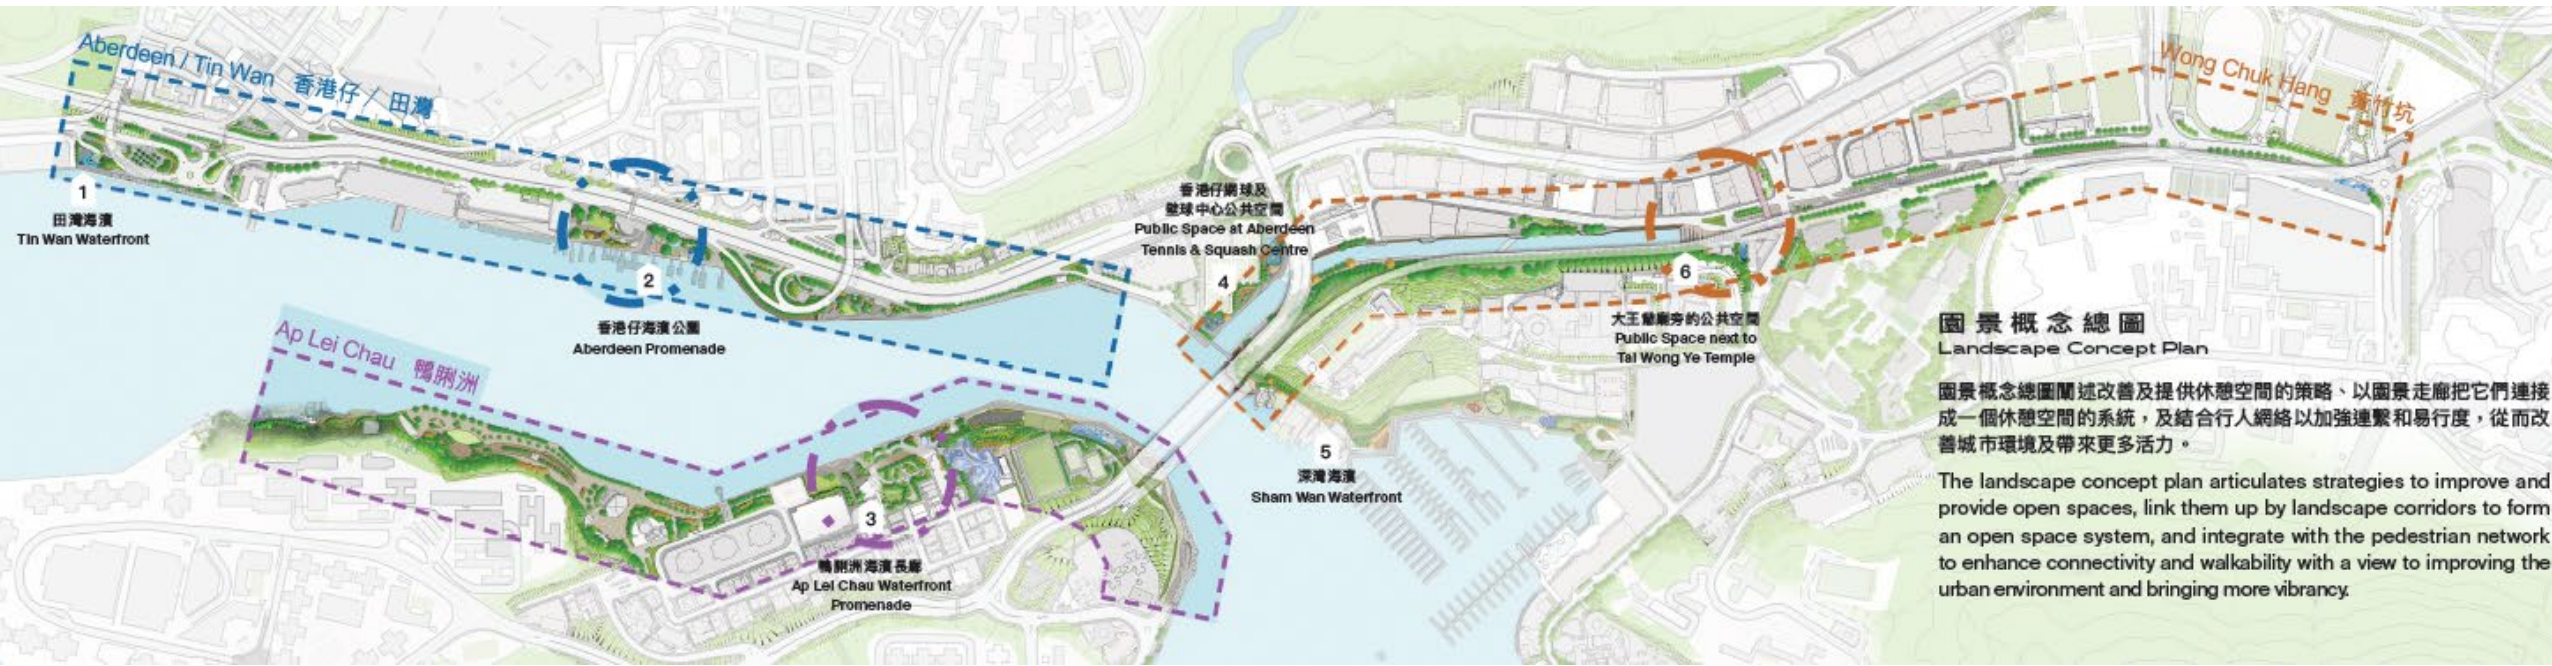 Aberdeen / Tin Wan 香港仔 / 田灣
Wong Chuk Hang 黃竹坑
1
田灣海濱
Tin Wan Waterfront
2
香港仔海濱公園
Aberdeen Promenade
Ap Lei Chau 鴨脷洲
3
鴨脷洲海濱長廊
Ap Lei Chau Waterfront
Promenade
香港仔網球及
壁球中心公共空間
Public Space at Aberdeen
Tennis & Squash Centre
4
5
深灣海濱
Sham Wan Waterfront
6
大王爺廟旁的公共空間
Public Space next to
Tai Wong Ye Temple
園景概念總圖
Landscape Concept Plan
園景概念總圖闡述改善及提供休憩空間的策略、以園景走廊把它們連接
成一個休憩空間的系統,及結合行人網絡以加強連繫和易行度,從而改
善城市環境及帶來更多活力。
The landscape concept plan articulates strategies to improve and
provide open spaces, link them up by landscape corridors to form
an open space system, and integrate with the pedestrian network
to enhance connectivity and walkability with a view to improving the
urban environment and bringing more vibrancy.